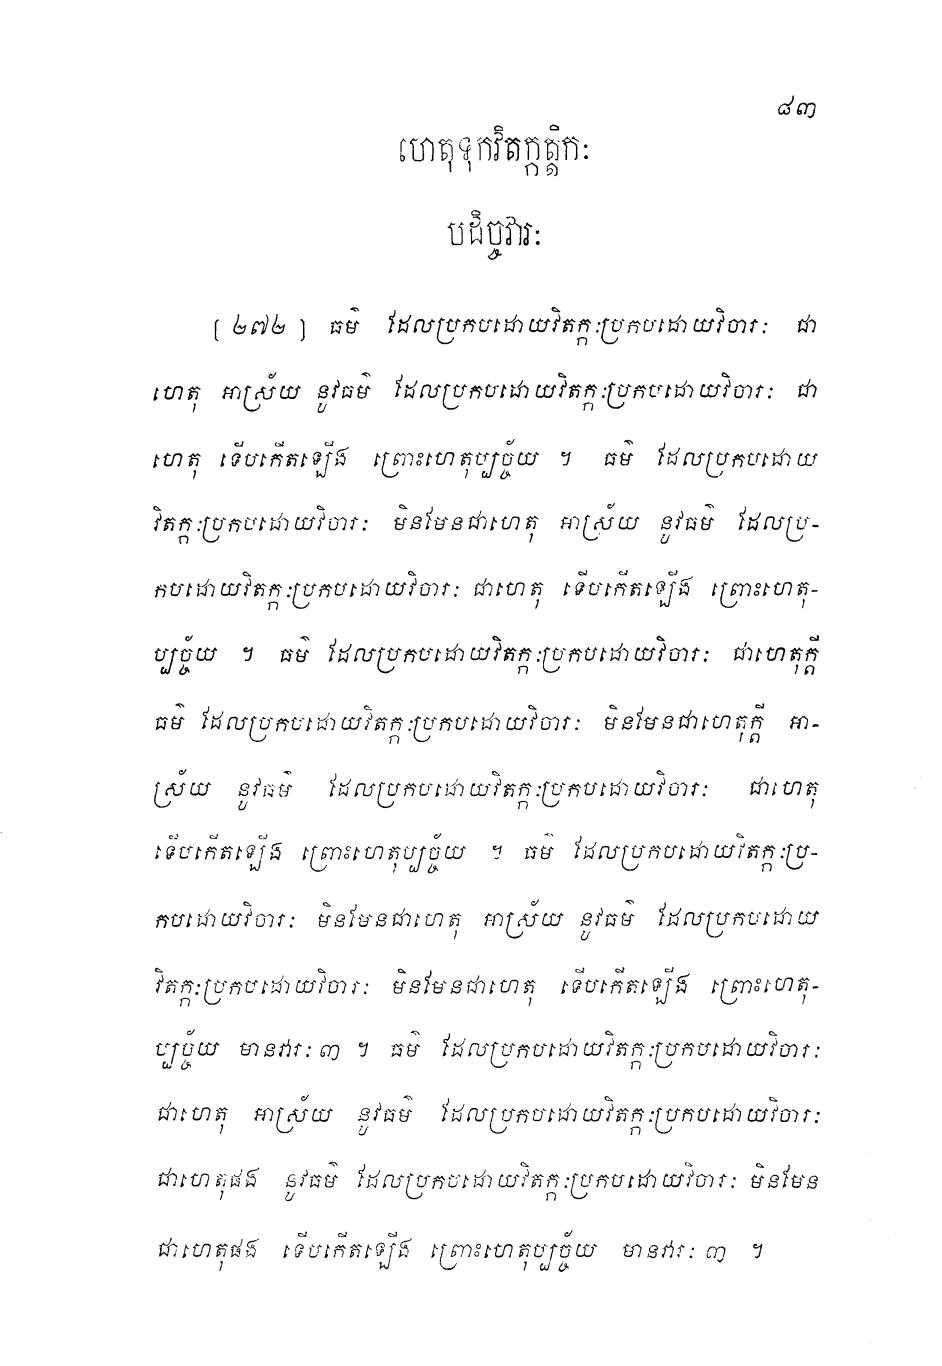 ៨៣
ហេតុទុកវិតក្កត្តិកៈ
បដិច្ចវារៈ
[ ២៧២ ] ធម៌ ដែលប្រកបដោយវិតក្កៈប្រកបដោយវិចារៈ ជា
ហេតុ អាស្រ័យ នូវធម៌ ដែលប្រកបដោយវិតក្កៈប្រកបដោយវិចារៈ ជា
ហេតុ ទើបកើតឡើង ព្រោះហេតុប្បច្ច័យ ។ ធម៌ ដែលប្រកបដោយ
វិតក្កៈប្រកបដោយវិចារៈ មិនមែនជាហេតុ អាស្រ័យ នូវធម៌ ដែលប្រ-
កបដោយវិតក្កៈប្រកបដោយវិចារៈ ជាហេតុ ទើបកើតឡើង ព្រោះហេតុ-
ប្បច្ច័យ ។ ធម៌ ដែលប្រកបដោយវិតក្កៈប្រកបដោយវិចារៈ ជាហេតុក្តី
ធម៌ ដែលប្រកបដោយវិតក្កៈប្រកបដោយវិចារៈ មិនមែនជាហេតុក្តី អា-
ស្រ័យ នូវធម៌ ដែលប្រកបដោយវិតក្កៈប្រកបដោយវិចារៈ ជាហេតុ
ទើបកើតឡើង ព្រោះហេតុប្បច្ច័យ ។ ធម៌ ដែលប្រកបដោយវិតក្កៈប្រ-
កបដោយវិចារៈ មិនមែនជាហេតុ អាស្រ័យ នូវធម៌ ដែលប្រកបដោយ
វិតក្កៈប្រកបដោយវិចារៈ មិនមែនជាហេតុ ទើបកើតឡើង ព្រោះហេតុ-
ប្បច្ច័យ មានវារៈ ៣ ។ ធម៌ ដែលប្រកបដោយវិតក្កៈប្រកបដោយវិចារៈ
ជាហេតុ អាស្រ័យ នូវធម៌ ដែលប្រកបដោយវិតក្កៈប្រកបដោយវិចារៈ
ជាហេតុផង នូវធម៌ ដែលប្រកបដោយវិតក្កៈប្រកបដោយវិចារៈ មិនមែន
ជាហេតុផង ទើបកើតឡើង ព្រោះហេតុប្បច្ច័យ មានវារៈ ៣ ។